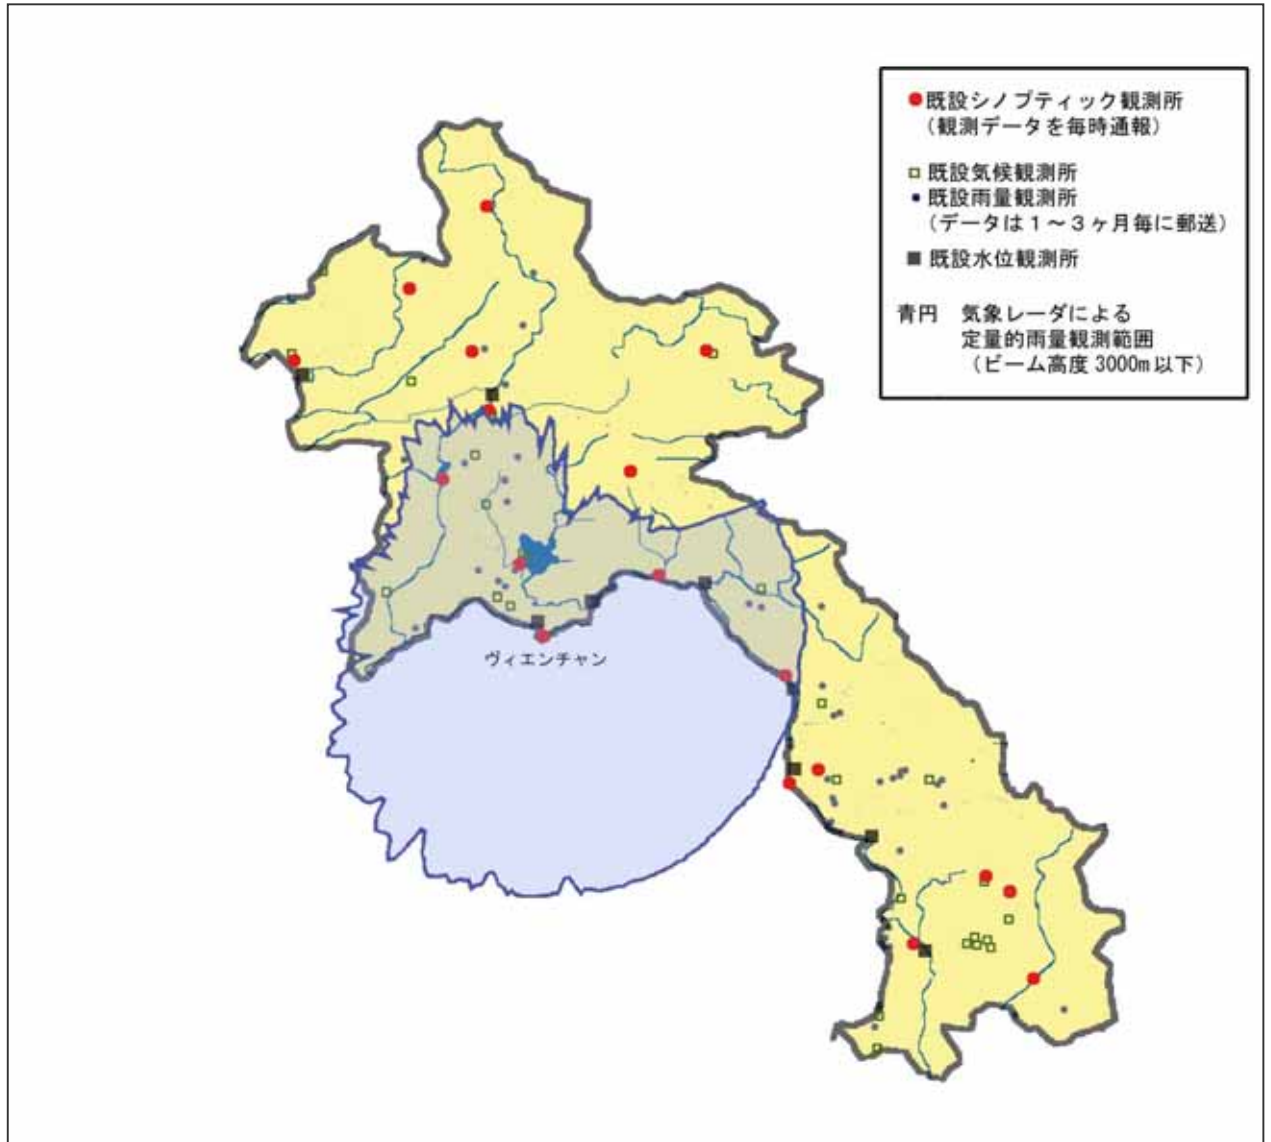 既設シノプティック観測所
（観測データを毎時通報）
既設気候観測所
既設雨量観測所
（データは１～３ヶ月毎に郵送）
既設水位観測所
青円　気象レーダによる
定量的雨量観測範囲
（ビーム高度 3000m 以下）
ヴィエンチャン